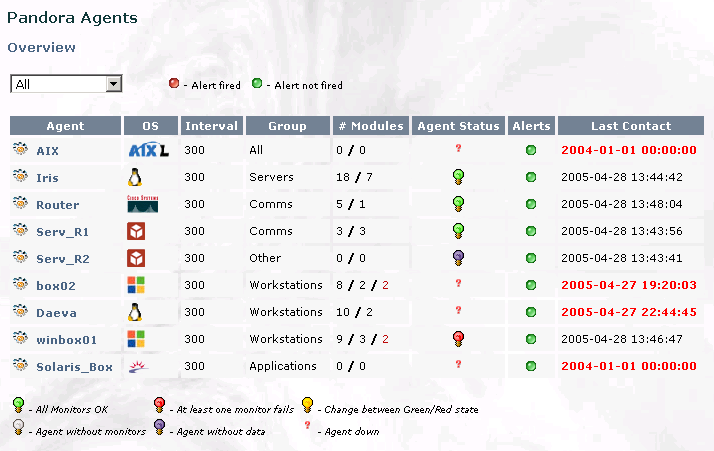 Pandora Agents
Overview
All
- Alert fired - Alert not fired
Agent OS Interval Group # Modules Agent Status Alerts Last Contact
AIX AIX L 300 All 0 / 0 ? 2004-01-01 00:00:00
Iris 300 Servers 18 / 7 2005-04-28 13:44:42
Router CISCO SYSTEMS 300 Comms 5 / 1 2005-04-28 13:48:04
Serv_R1 300 Comms 3 / 3 2005-04-28 13:43:56
Serv_R2 300 Other 0 / 0 2005-04-28 13:43:41
box02 300 Workstations 8 / 2 / 2 ? 2005-04-27 19:20:03
Daeva 300 Workstations 10 / 2 ? 2005-04-27 22:44:45
winbox01 300 Workstations 9 / 3 / 2 2005-04-28 13:46:47
Solaris_Box 300 Applications 0 / 0 ? 2004-01-01 00:00:00
- All Monitors OK - At least one monitor fails - Change between Green/Red state
- Agent without monitors - Agent without data ? - Agent down